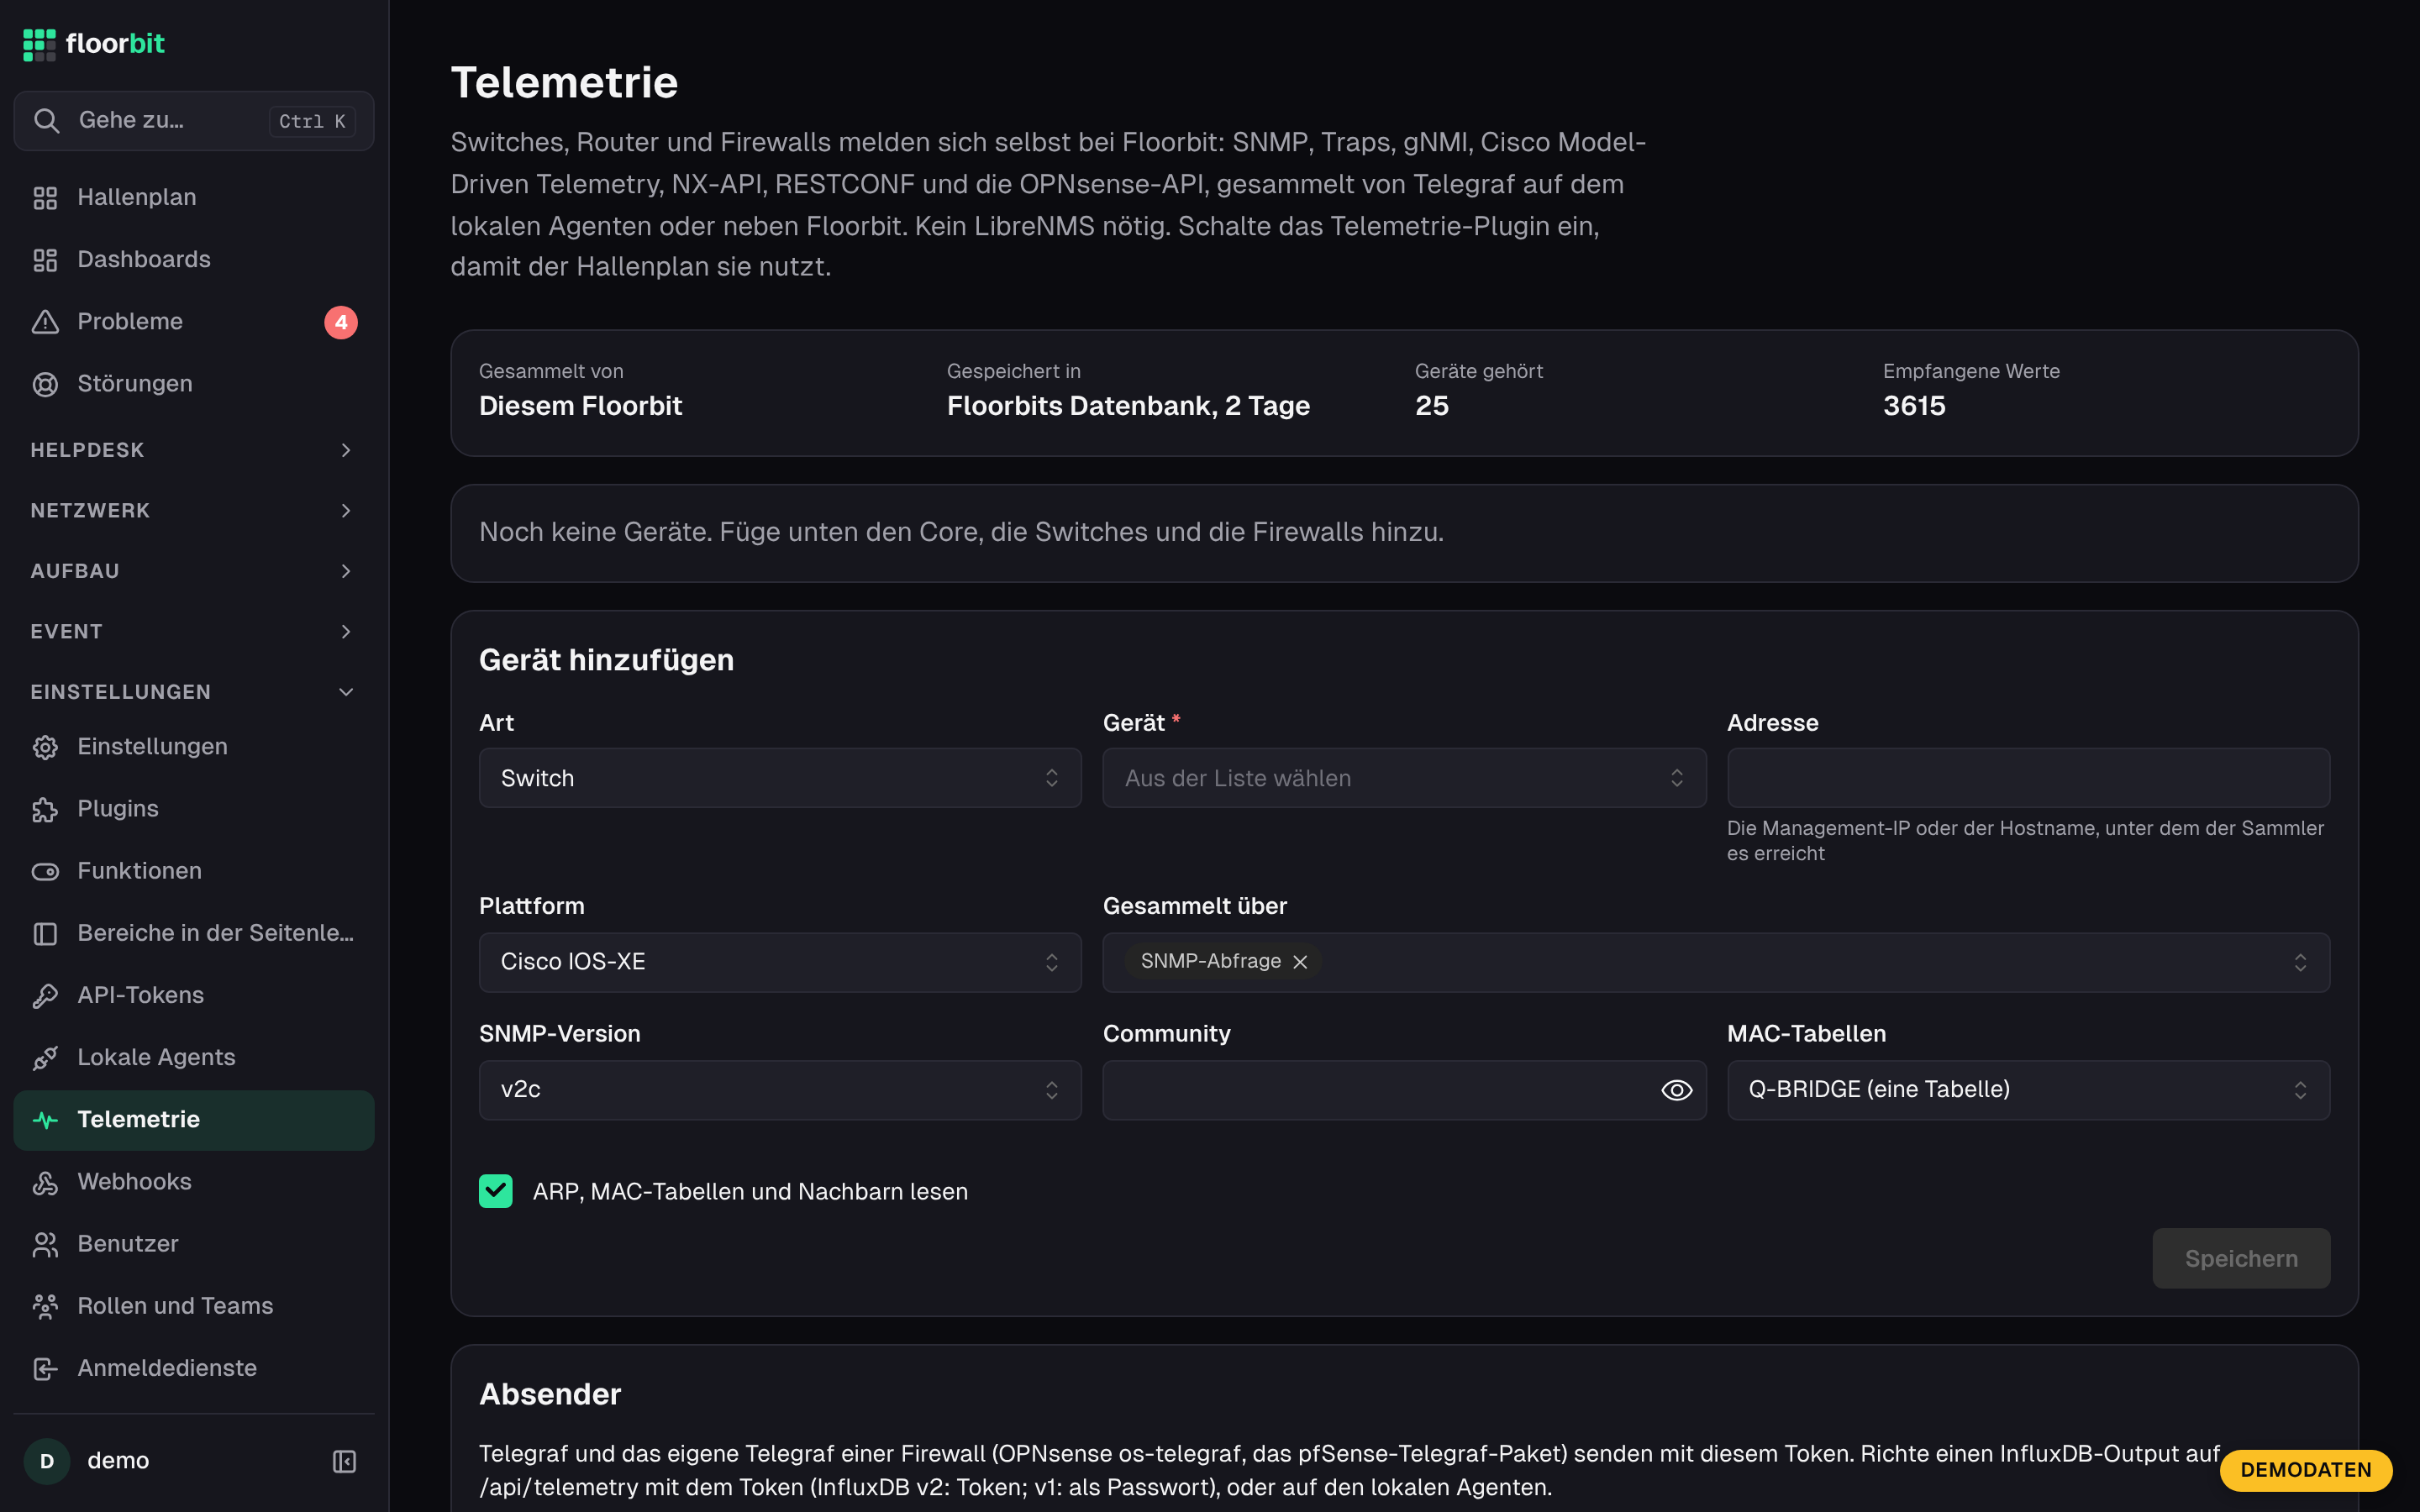 floorbit
Gehe zu...
Ctrl K
Hallenplan
Dashboards
Probleme
4
Störungen
HELPDESK
NETZWERK
AUFBAU
EVENT
EINSTELLUNGEN
Einstellungen
Plugins
Funktionen
Bereiche in der Seitenle...
API-Tokens
Lokale Agents
Telemetrie
Webhooks
Benutzer
Rollen und Teams
Anmeldedienste
D
demo
Telemetrie
Switches, Router und Firewalls melden sich selbst bei Floorbit: SNMP, Traps, gNMI, Cisco Model-
Driven Telemetry, NX-API, RESTCONF und die OPNsense-API, gesammelt von Telegraf auf dem
lokalen Agenten oder neben Floorbit. Kein LibreNMS nötig. Schalte das Telemetrie-Plugin ein,
damit der Hallenplan sie nutzt.
Gesammelt von
Diesem Floorbit
Gespeichert in
Floorbits Datenbank, 2 Tage
Geräte gehört
25
Empfangene Werte
3615
Noch keine Geräte. Füge unten den Core, die Switches und die Firewalls hinzu.
Gerät hinzufügen
Art
Switch
Gerät *
Aus der Liste wählen
Adresse
Die Management-IP oder der Hostname, unter dem der Sammler
es erreicht
Plattform
Cisco IOS-XE
Gesammelt über
SNMP-Abfrage
SNMP-Version
v2c
Community
MAC-Tabellen
Q-BRIDGE (eine Tabelle)
ARP, MAC-Tabellen und Nachbarn lesen
Speichern
Absender
Telegraf und das eigene Telegraf einer Firewall (OPNsense os-telegraf, das pfSense-Telegraf-Paket) senden mit diesem Token. Richte einen InfluxDB-Output auf
/api/telemetry mit dem Token (InfluxDB v2: Token; v1: als Passwort), oder auf den lokalen Agenten.
DEMODATEN